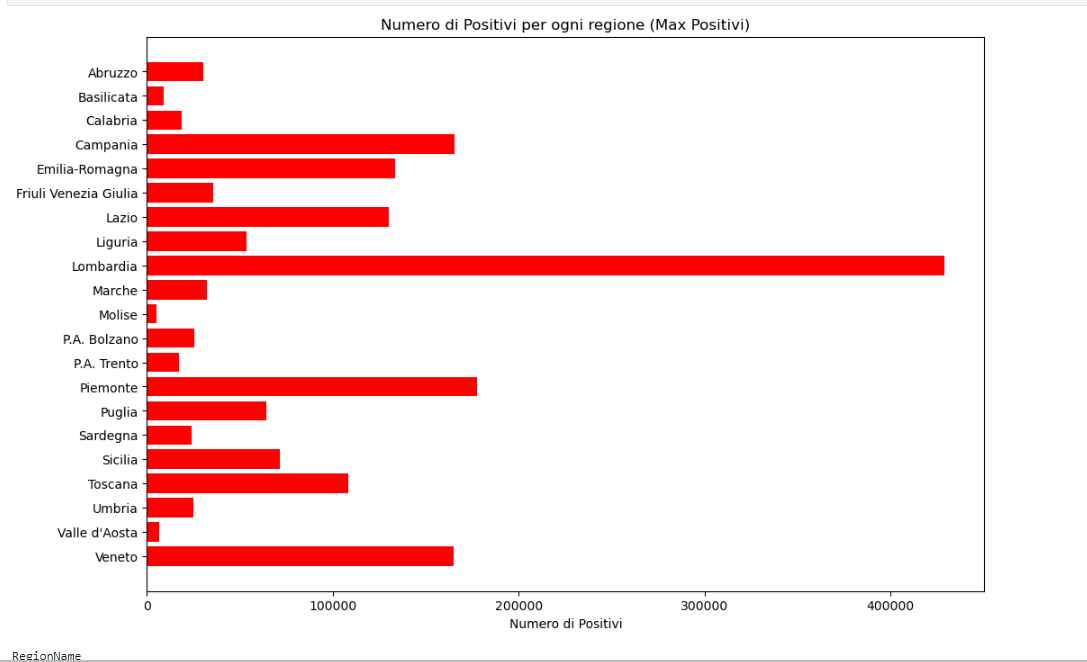 Numero di Positivi per ogni regione (Max Positivi)
Abruzzo
Basilicata
Calabria
Campania
Emilia-Romagna
Friuli Venezia Giulia
Lazio
Liguria
Lombardia
Marche
Molise
P.A. Bolzano
P.A. Trento
Piemonte
Puglia
Sardegna
Sicilia
Toscana
Umbria
Valle d'Aosta
Veneto
0 100000 200000 300000 400000
Numero di Positivi
RegionName